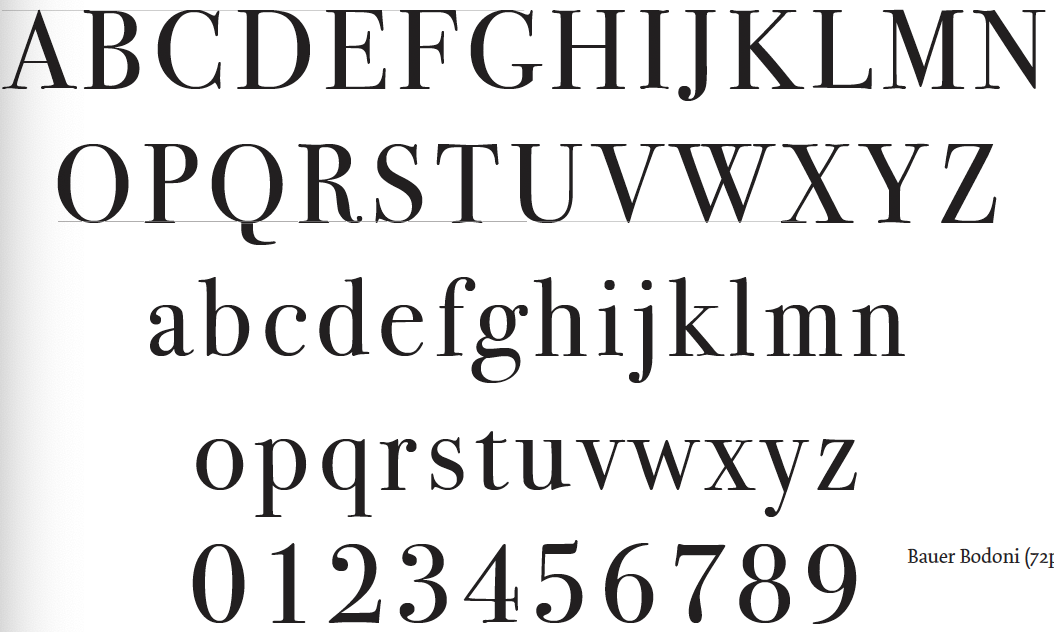 ABCDEFGHIJKLMN
OPQRSTUVWXYZ
abcdefghijklmn
opqrstuvwxyz
0123456789
Bauer Bodoni (72p